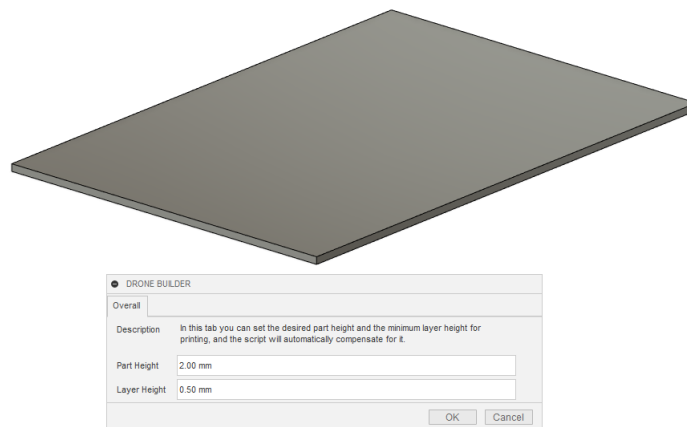 DRONE BUILDER
Overall
Description In this tab you can set the desired part height and the minimum layer height for
printing, and the script will automatically compensate for it.
Part Height 2.00 mm
Layer Height 0.50 mm
OK Cancel